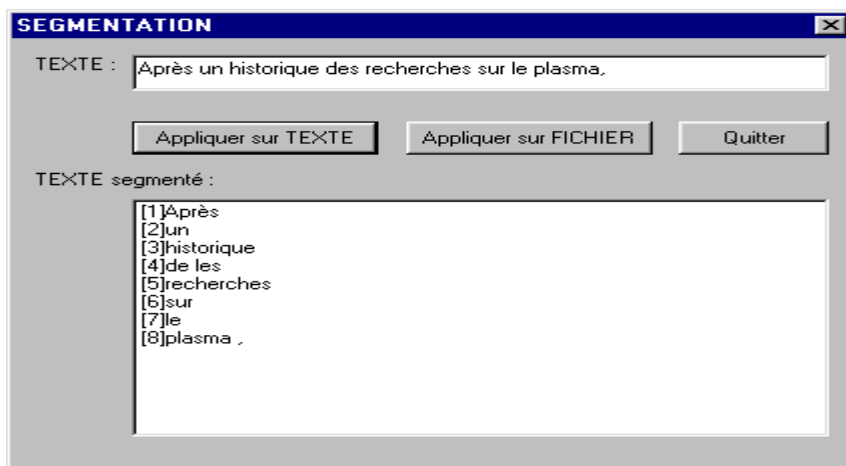 SEGMENTATION
TEXTE : Après un historique des recherches sur le plasma,
Appliquer sur TEXTE Appliquer sur FICHIER Quitter
TEXTE segmenté :
[1]Après
[2]un
[3]historique
[4]de les
[5]recherches
[6]sur
[7]le
[8]plasma ,